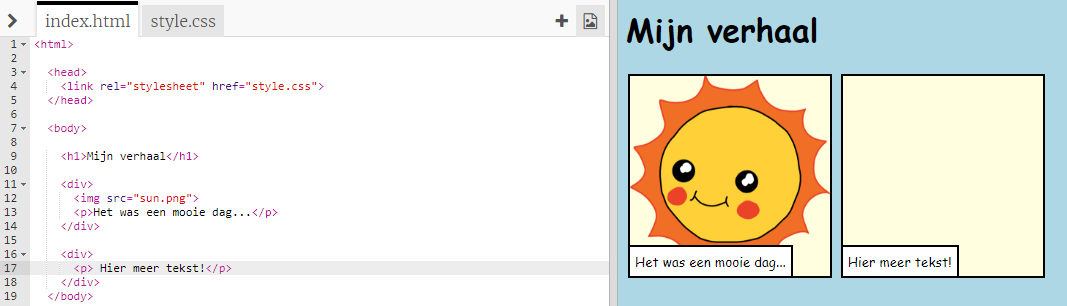 index.html style.css
1 <html>
2
3 <head>
4 <link rel="stylesheet" href="style.css">
5 </head>
6
7 <body>
8
9 <h1>Mijn verhaal</h1>
10
11 <div>
12 <img src="sun.png">
13 <p>Het was een mooie dag...</p>
14 </div>
15
16 <div>
17 <p> Hier meer tekst!</p>
18 </div>
19 </body>
Mijn verhaal
Het was een mooie dag...
Hier meer tekst!